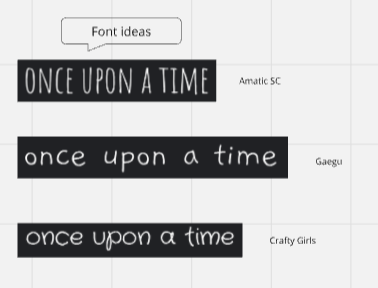 Font ideas
ONCE UPON A TIME
Amatic SC
once upon a time
Gaegu
once upon a time
Crafty Girls